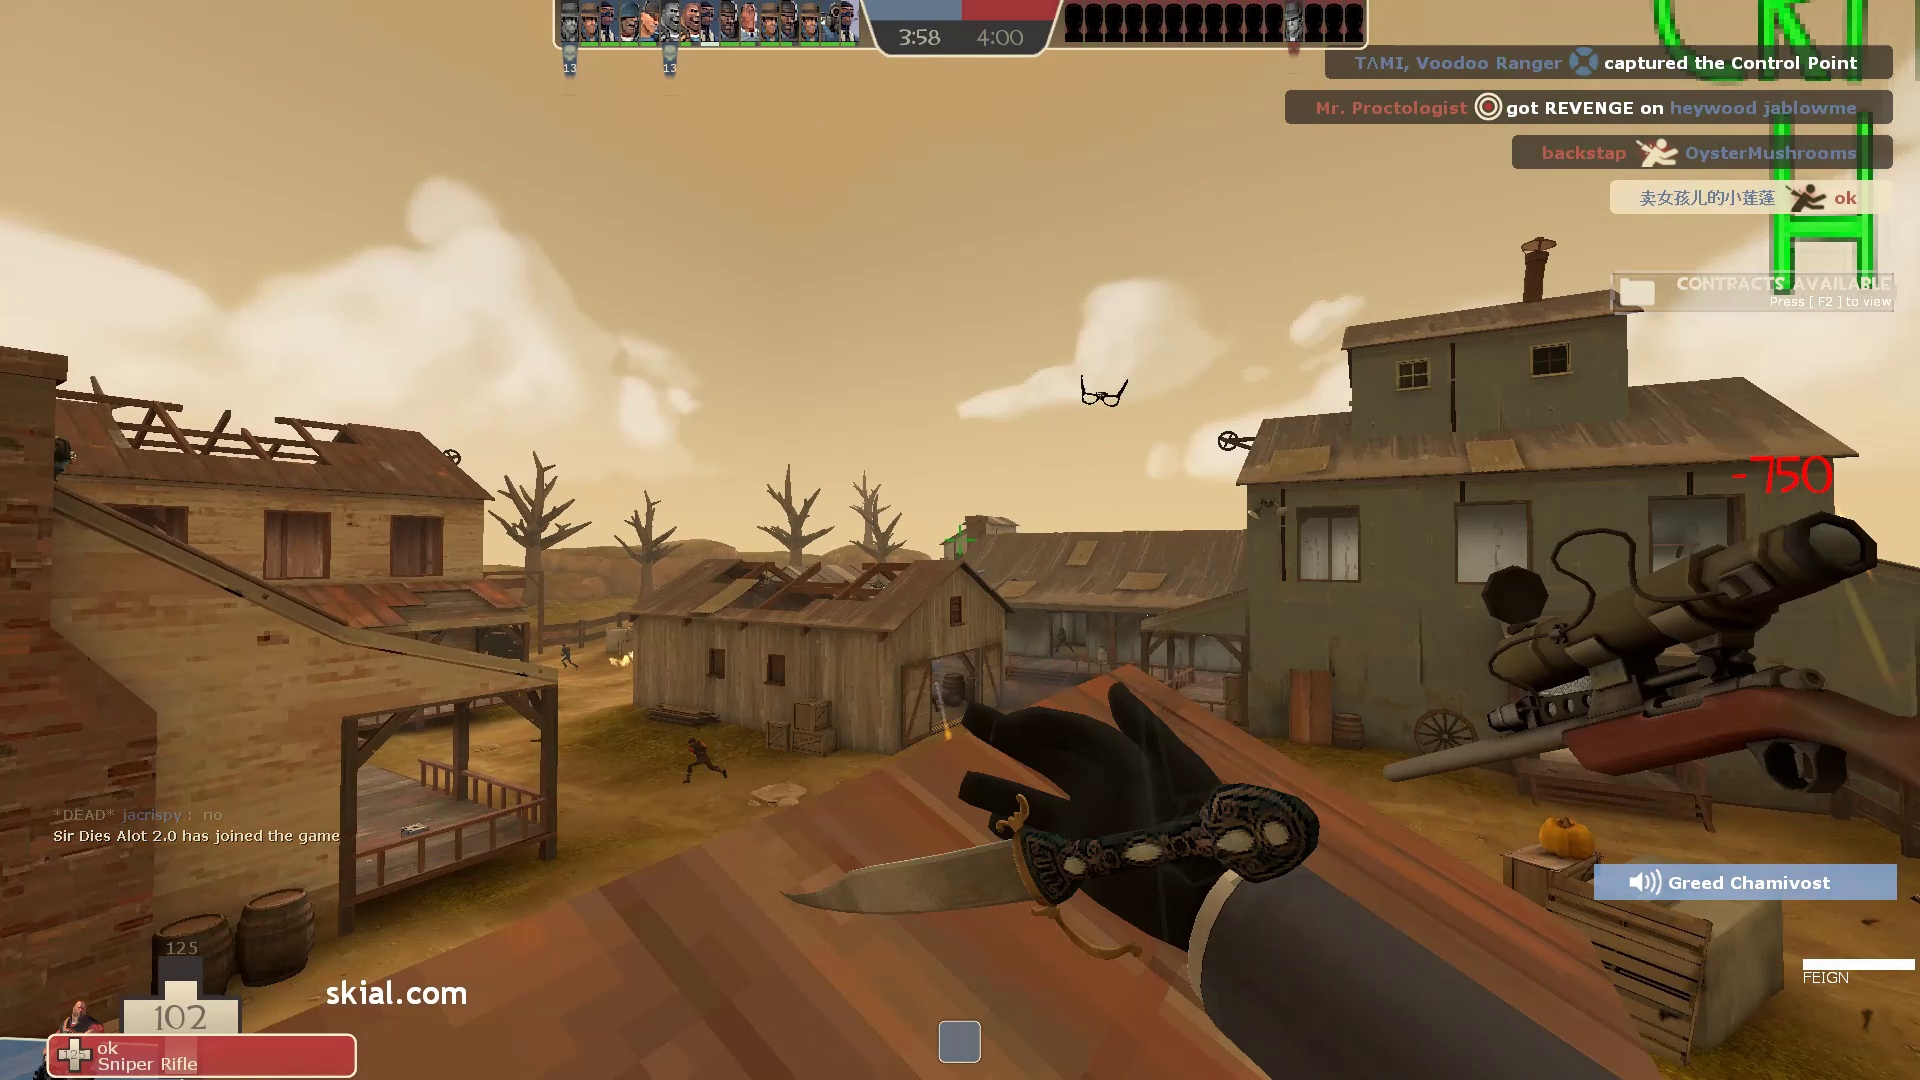 3:58 4:00
13 13
TΛMI, Voodoo Ranger captured the Control Point
Mr. Proctologist got REVENGE on heywood jablowme
backstap OysterMushrooms
卖女孩儿的小莲蓬 ok
CONTRACTS AVAILABLE
Press [ F2 ] to view
-750
*DEAD* jacrispy : no
Sir Dies Alot 2.0 has joined the game
Greed Chamivost
125
FEIGN
skial.com
102
125
ok
Sniper Rifle